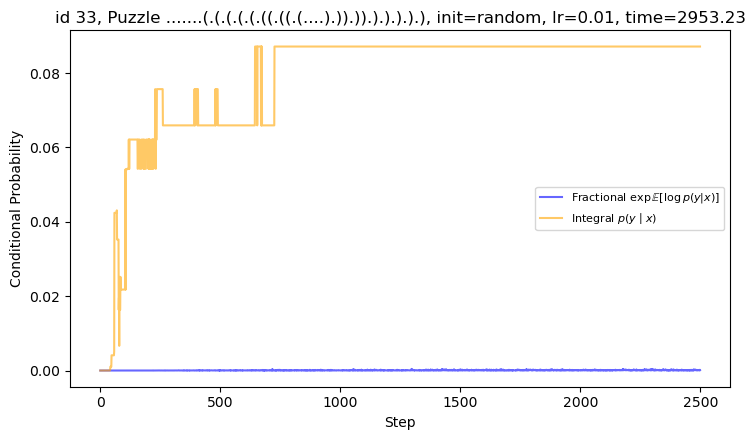 id 33, Puzzle .......(.(.(.(.(.((.((.(....).)).)).).).).).), init=random, lr=0.01, time=2953.23
Conditional Probability
0.08
0.06
0.04
0.02
0.00
Fractional exp𝔼[log p(y|x)]
Integral p(y | x)
0
500
1000
1500
2000
2500
Step